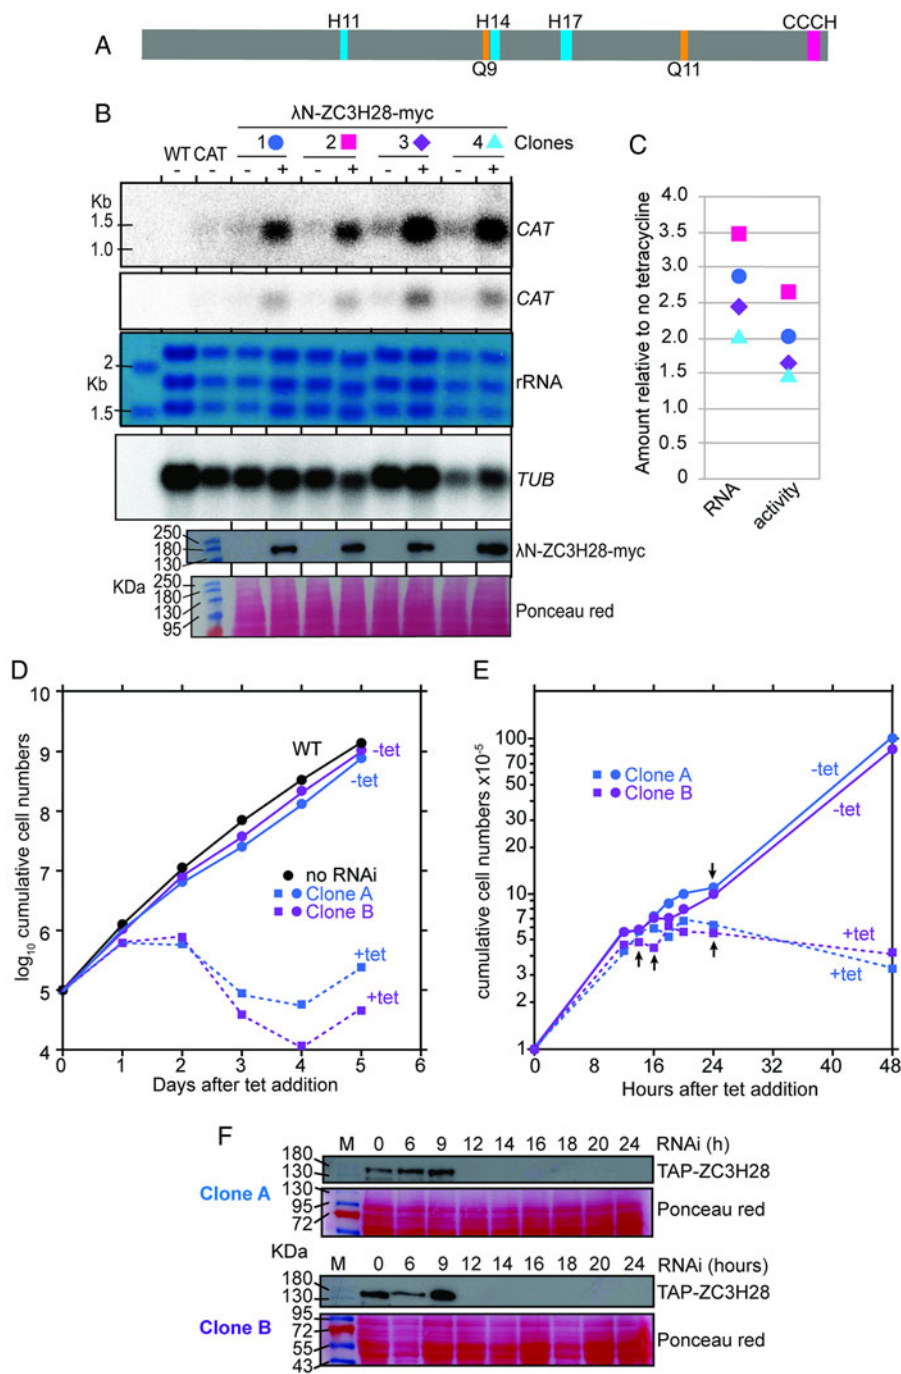 A
H11 H14 H17 CCCH
Q9 Q11
B
λN-ZC3H28-myc
1 2 3 4 Clones
WT CAT
- - - + - + - + - +
Kb
1.5
1.0
CAT
CAT
2
Kb
1.5
rRNA
TUB
250
180
130
λN-ZC3H28-myc
KDa
250
180
130
95
Ponceau red
C
Amount relative to no tetracycline
4.0
3.5
3.0
2.5
2.0
1.5
1.0
0.5
0
RNA activity
D
log10 cumulative cell numbers
10
9
8
7
6
5
4
WT
-tet
-tet
no RNAi
Clone A
Clone B
+tet
+tet
0 1 2 3 4 5 6
Days after tet addition
E
cumulative cell numbers x10-5
100
70
50
30
20
10
7
5
3
2
1
Clone A
Clone B
-tet
-tet
+tet
+tet
0 8 16 24 32 40 48
Hours after tet addition
F
M 0 6 9 12 14 16 18 20 24 RNAi (h)
180
130
TAP-ZC3H28
Clone A
130
95
72
Ponceau red
KDa
M 0 6 9 12 14 16 18 20 24 RNAi (hours)
180
130
TAP-ZC3H28
Clone B
95
72
55
43
Ponceau red